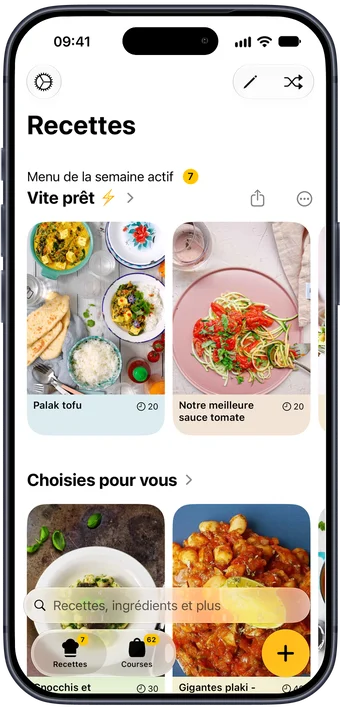 09:41
Recettes
Menu de la semaine actif 7
Vite prêt ⚡ >
Palak tofu 20
Notre meilleure sauce tomate 20
Choisies pour vous >
Recettes, ingrédients et plus
7
62
Recettes
Courses
Gnocchis et 30
Gigantes plaki -